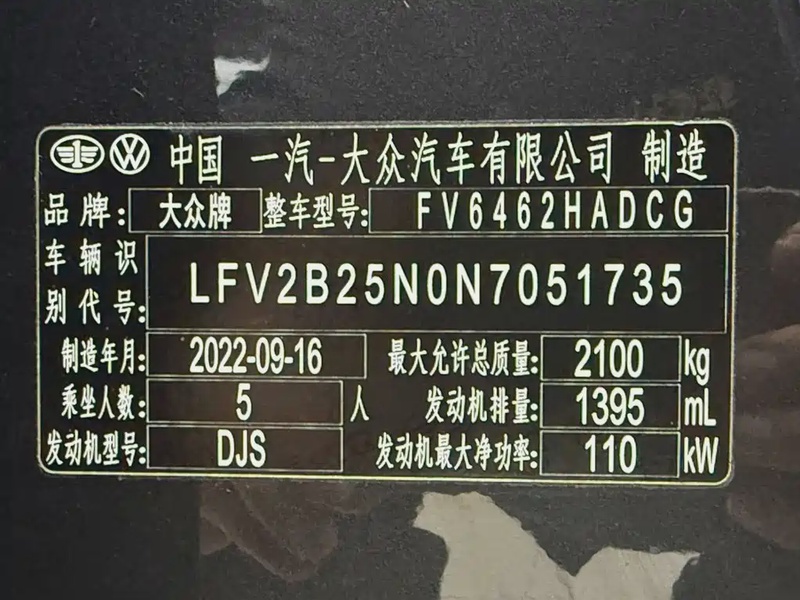 中国 一汽-大众汽车有限公司 制造
品牌: 大众牌 整车型号: FV6462HADCG
车辆识别代号: LFV2B25N0N7051735
制造年月: 2022-09-16 最大允许总质量: 2100 kg
乘坐人数: 5 人 发动机排量: 1395 mL
发动机型号: DJS 发动机最大净功率: 110 kW